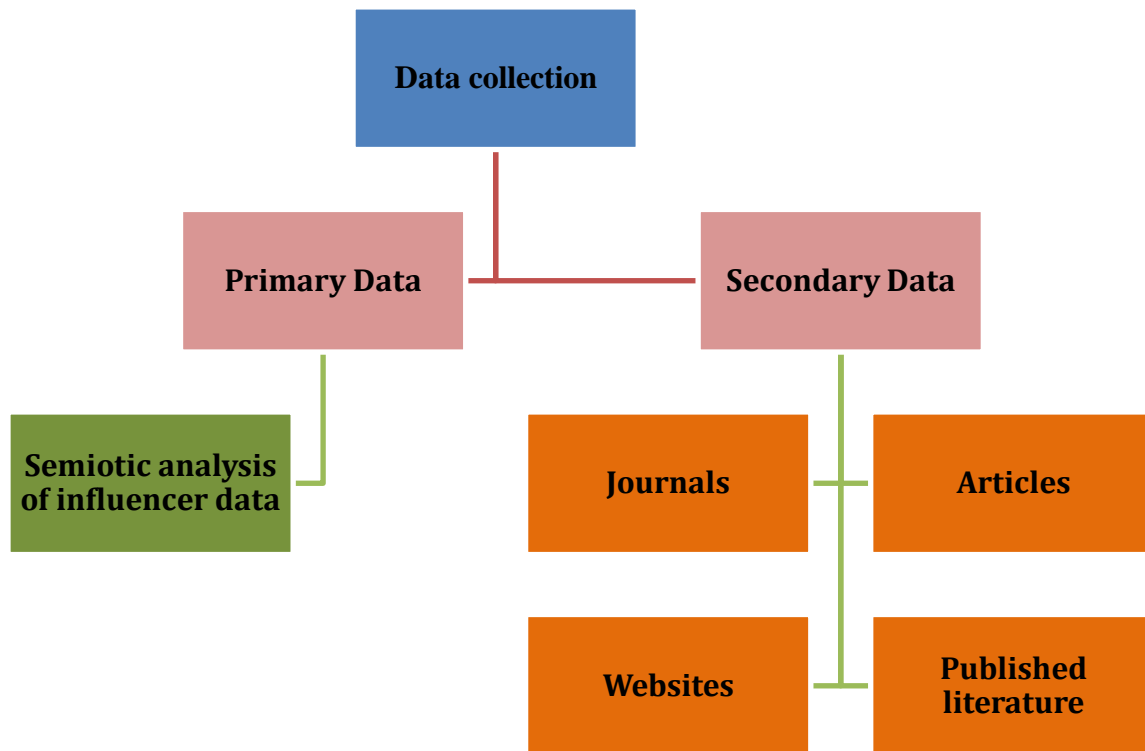 Data collection
Primary Data
Secondary Data
Semiotic analysis
of influencer data
Journals
Articles
Websites
Published
literature